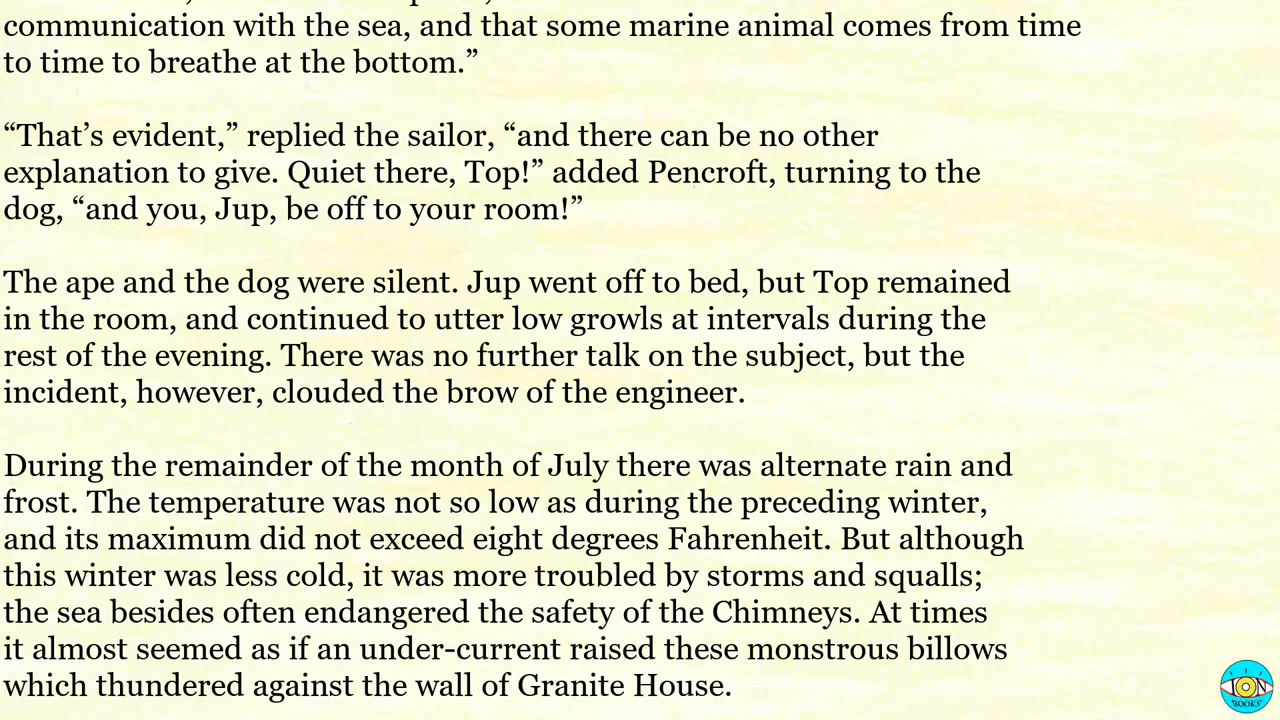 communication with the sea, and that some marine animal comes from time
to time to breathe at the bottom.”
“That’s evident,” replied the sailor, “and there can be no other
explanation to give. Quiet there, Top!” added Pencroft, turning to the
dog, “and you, Jup, be off to your room!”
The ape and the dog were silent. Jup went off to bed, but Top remained
in the room, and continued to utter low growls at intervals during the
rest of the evening. There was no further talk on the subject, but the
incident, however, clouded the brow of the engineer.
During the remainder of the month of July there was alternate rain and
frost. The temperature was not so low as during the preceding winter,
and its maximum did not exceed eight degrees Fahrenheit. But although
this winter was less cold, it was more troubled by storms and squalls;
the sea besides often endangered the safety of the Chimneys. At times
it almost seemed as if an under-current raised these monstrous billows
which thundered against the wall of Granite House.
ION
BOOKS